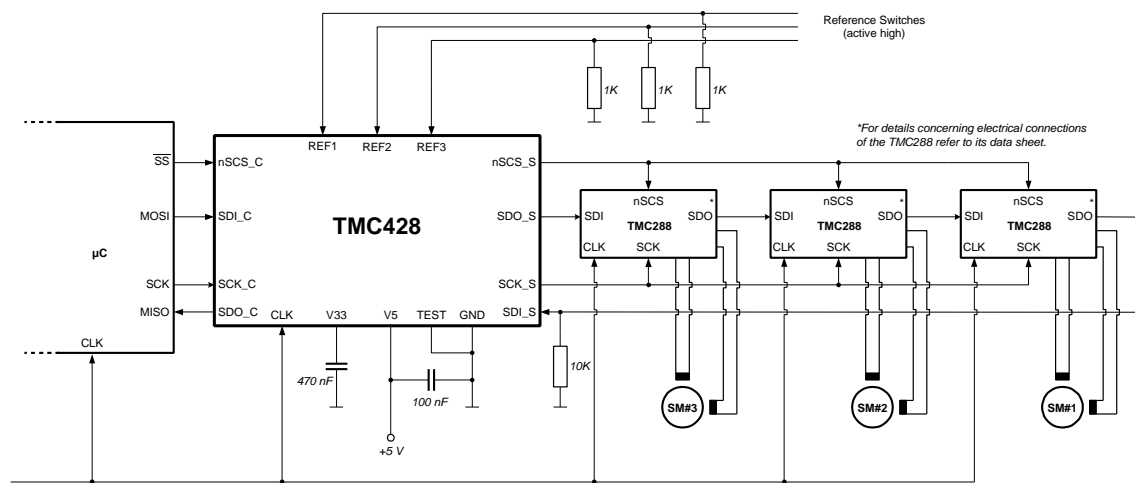 Reference Switches
(active high)
1K
1K
1K
*For details concerning electrical connections
of the TMC288 refer to its data sheet.
REF1
REF2
REF3
SS
nSCS_C
nSCS_S
MOSI
SDI_C
SDO_S
TMC428
µC
SCK
SCK_C
SCK_S
MISO
SDO_C
CLK
V33
V5
TEST
GND
SDI_S
CLK
nSCS
*
SDI
SDO
TMC288
CLK
SCK
nSCS
*
SDI
SDO
TMC288
CLK
SCK
nSCS
*
SDI
SDO
TMC288
CLK
SCK
470 nF
100 nF
10K
+5 V
SM#3
SM#2
SM#1